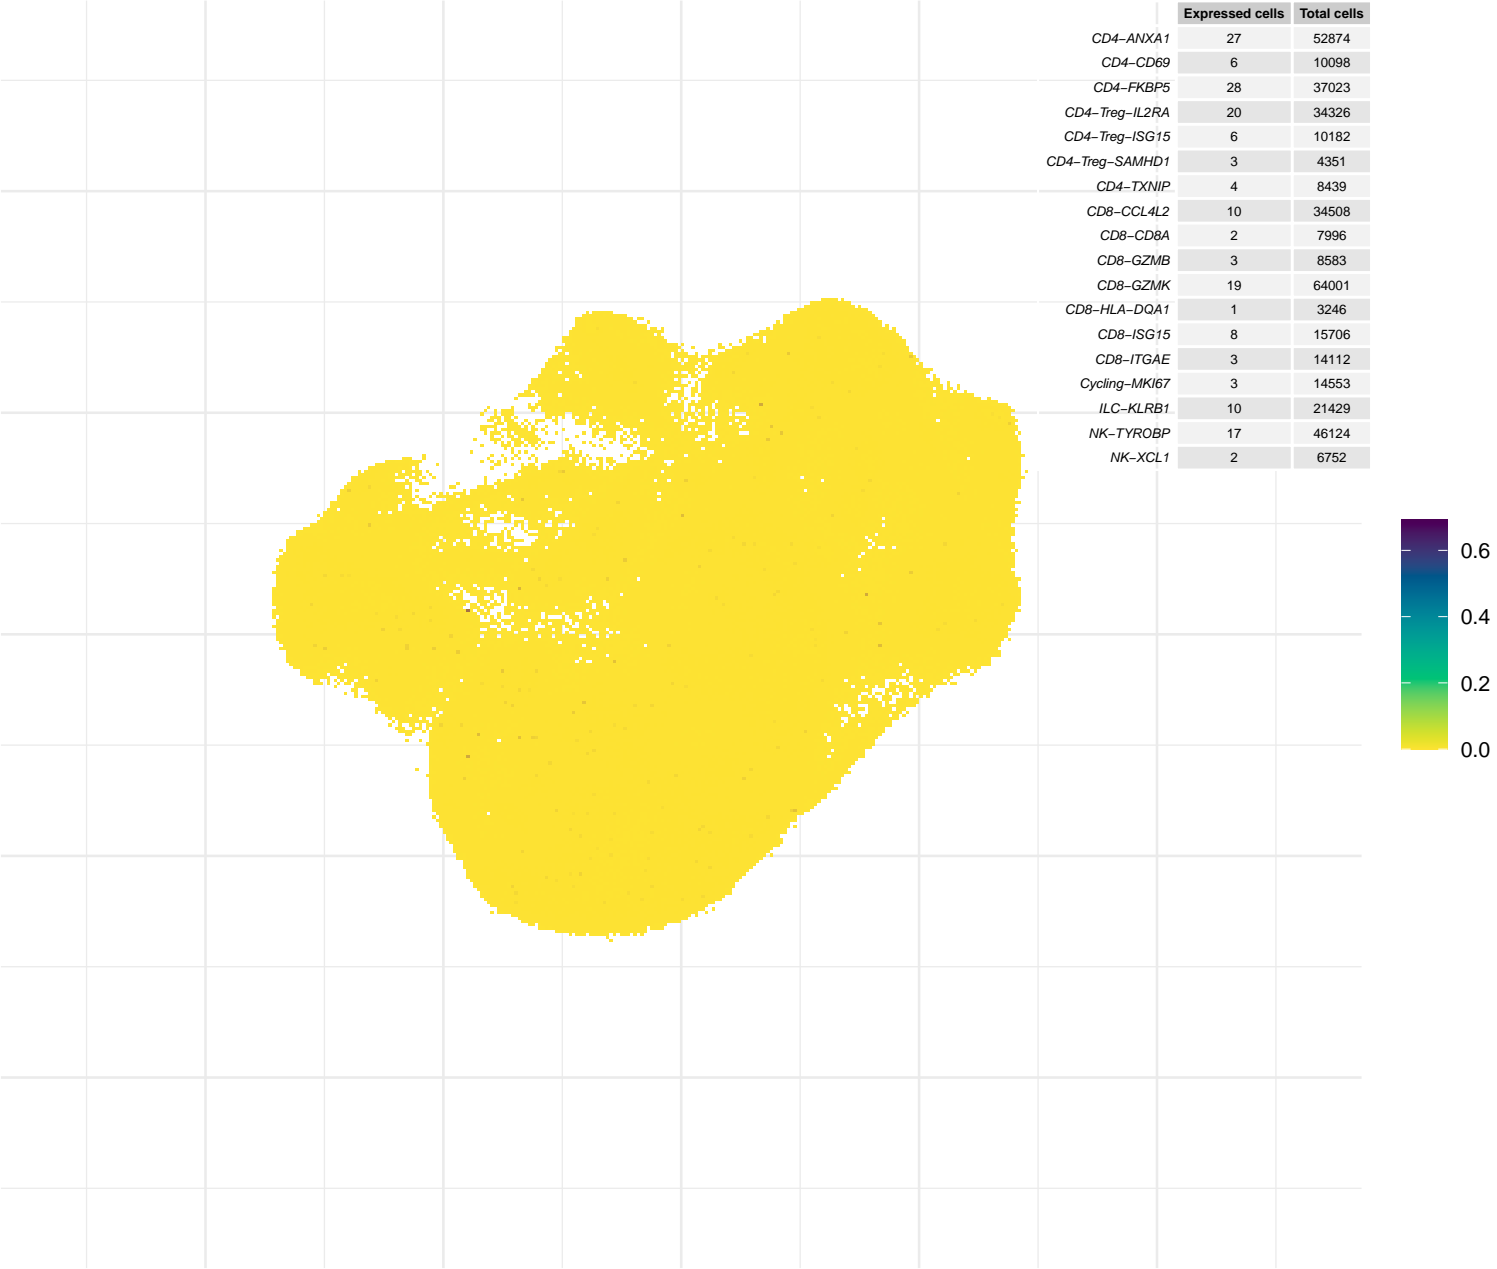 Expressed cells Total cells
CD4−ANXA1 27 52874
CD4−CD69 6 10098
CD4−FKBP5 28 37023
CD4−Treg−IL2RA 20 34326
CD4−Treg−ISG15 6 10182
CD4−Treg−SAMHD1 3 4351
CD4−TXNIP 4 8439
CD8−CCL4L2 10 34508
CD8−CD8A 2 7996
CD8−GZMB 3 8583
CD8−GZMK 19 64001
CD8−HLA−DQA1 1 3246
CD8−ISG15 8 15706
CD8−ITGAE 3 14112
Cycling−MKI67 3 14553
ILC−KLRB1 10 21429
NK−TYROBP 17 46124
NK−XCL1 2 6752
0.6
0.4
0.2
0.0